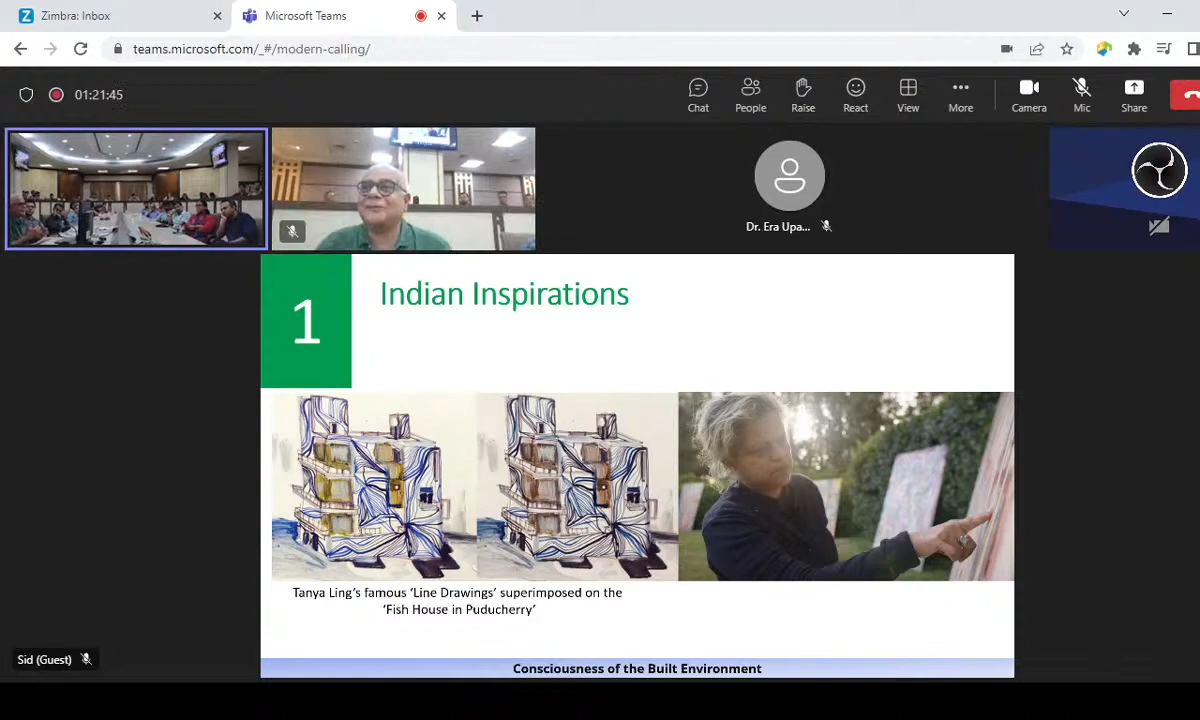 Zimbra: Inbox
Microsoft Teams
teams.microsoft.com/_#/modern-calling/
01:21:45
Chat
People
Raise
React
View
More
Camera
Mic
Share
Dr. Era Upa...
1
Indian Inspirations
Tanya Ling's famous 'Line Drawings' superimposed on the
'Fish House in Puducherry'
Sid (Guest)
Consciousness of the Built Environment